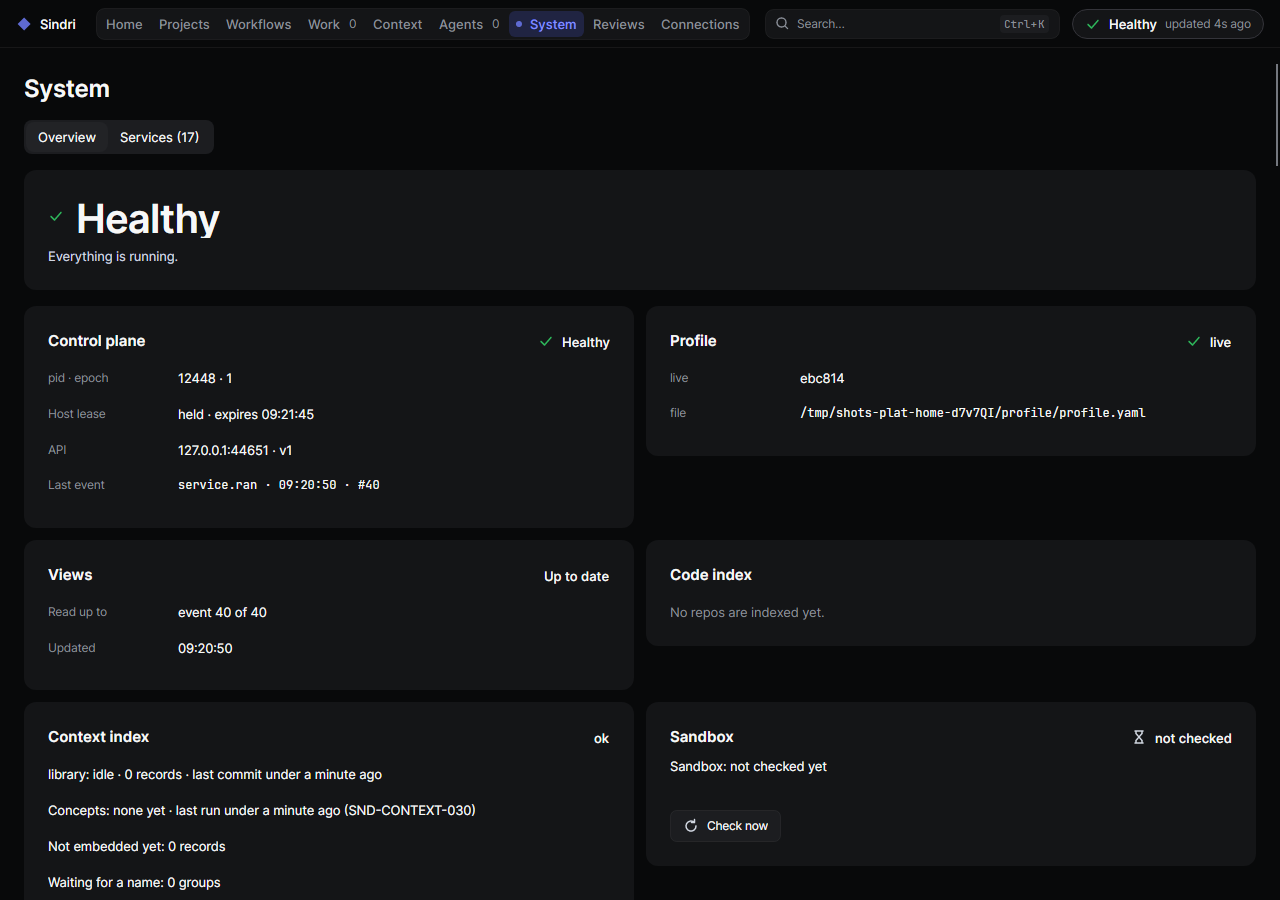 Sindri Home Projects Workflows Work 0 Context Agents 0 System Reviews Connections Search... Ctrl+K Healthy updated 4s ago
System
Overview Services (17)
Healthy
Everything is running.
Control plane Healthy
pid · epoch 12448 · 1
Host lease held · expires 09:21:45
API 127.0.0.1:44651 · v1
Last event service.ran · 09:20:50 · #40
Profile live
live ebc814
file /tmp/shots-plat-home-d7v7QI/profile/profile.yaml
Views Up to date
Read up to event 40 of 40
Updated 09:20:50
Code index
No repos are indexed yet.
Context index ok
library: idle · 0 records · last commit under a minute ago
Concepts: none yet · last run under a minute ago (SND-CONTEXT-030)
Not embedded yet: 0 records
Waiting for a name: 0 groups
Sandbox not checked
Sandbox: not checked yet
Check now